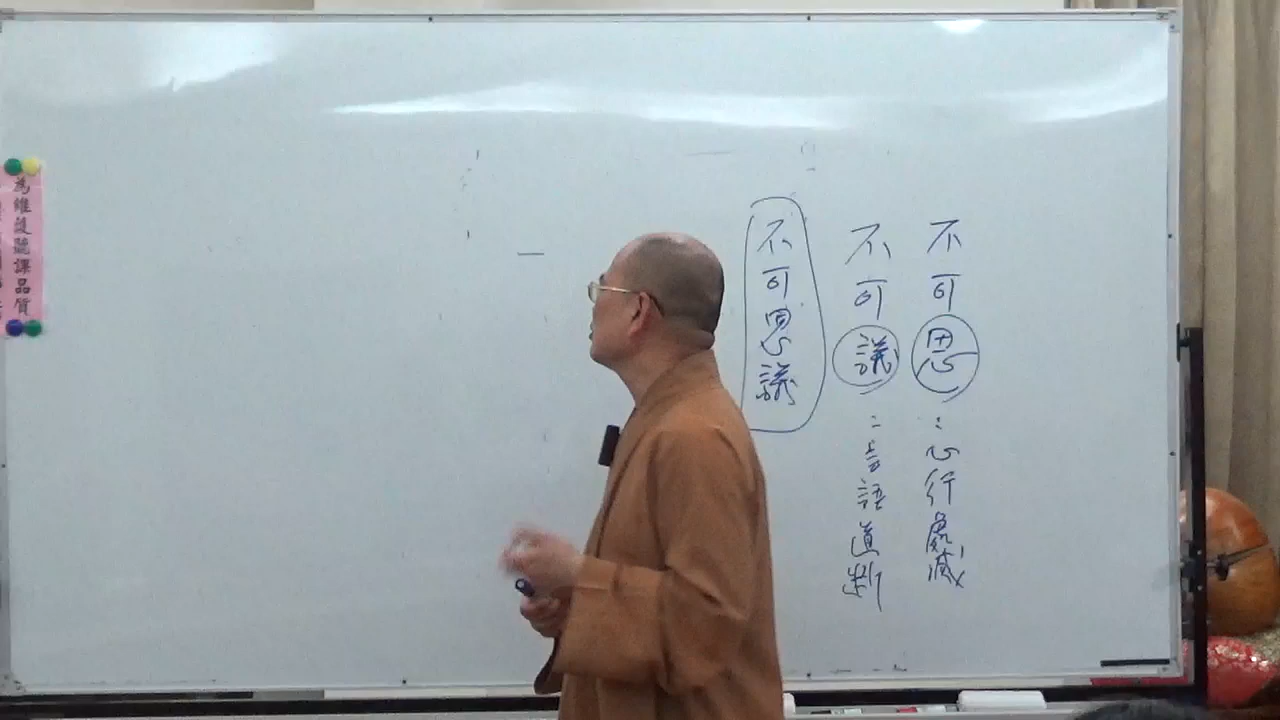 不可思:心行處滅
不可議:言語道斷
不可思議
為維護聽課品質